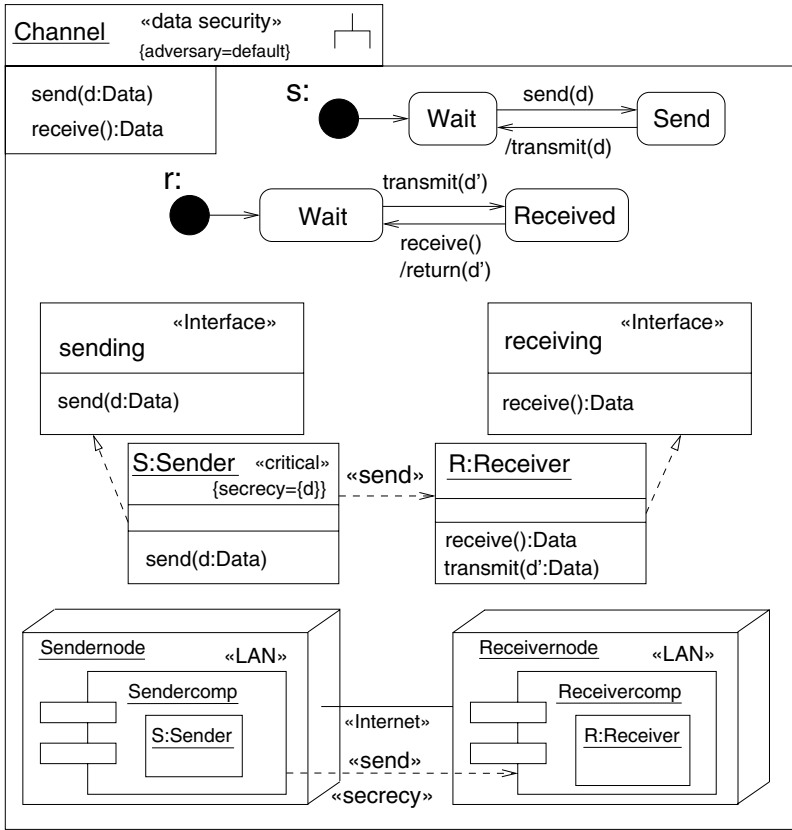 Channel «data security»
{adversary=default}
send(d:Data)
receive():Data
s:
Wait
send(d)
/transmit(d)
Send
r:
Wait
transmit(d’)
receive()
/return(d’)
Received
«Interface»
sending
send(d:Data)
«Interface»
receiving
receive():Data
S:Sender «critical»
{secrecy={d}}
send(d:Data)
«send»
R:Receiver
receive():Data
transmit(d’:Data)
Sendernode
«LAN»
Sendercomp
S:Sender
«Internet»
«send»
«secrecy»
Receivernode
«LAN»
Receivercomp
R:Receiver